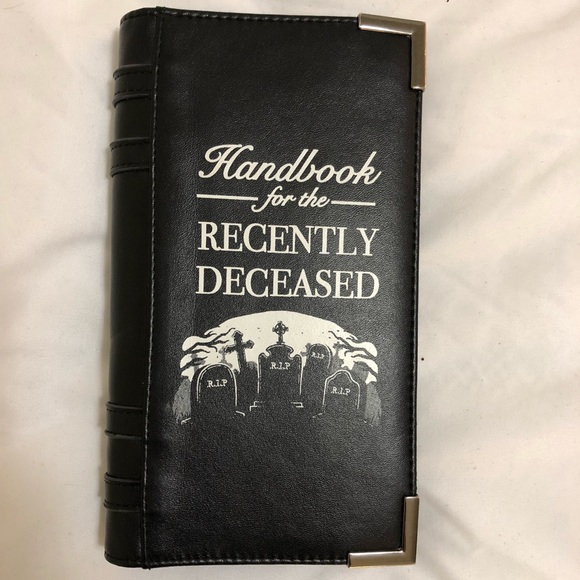 Handbook
for the
RECENTLY
DECEASED
R.I.P
R.I.P
R.I.P
R.I.P